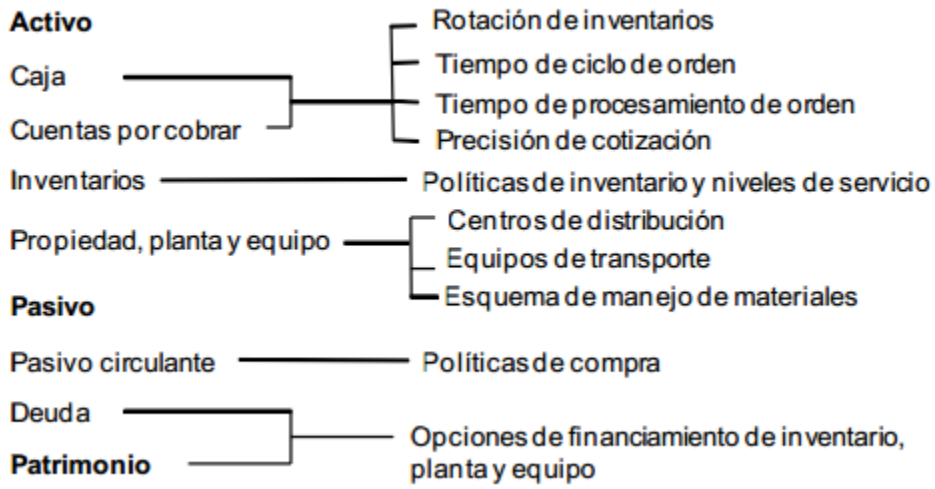 Activo
Rotación de inventarios
Caja
Tiempo de ciclo de orden
Tiempo de procesamiento de orden
Cuentas por cobrar
Precisión de cotización
Inventarios
Políticas de inventario y niveles de servicio
Centros de distribución
Propiedad, planta y equipo
Equipos de transporte
Esquema de manejo de materiales
Pasivo
Pasivo circulante
Políticas de compra
Deuda
Opciones de financiamiento de inventario,
Patrimonio
planta y equipo